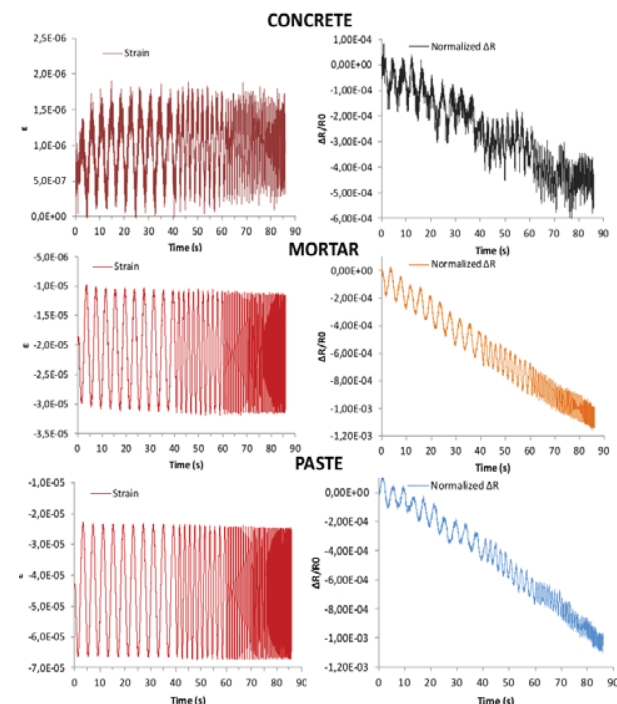 CONCRETE
2,5E-06
2,0E-06
1,5E-06
1,0E-06
5,0E-07
0,0E+00
ε
Strain
0 10 20 30 40 50 60 70 80 90
Time (s)
1,00E-04
0,00E+00
-1,00E-04
-2,00E-04
-3,00E-04
-4,00E-04
-5,00E-04
-6,00E-04
ΔR/R0
Normalized ΔR
0 10 20 30 40 50 60 70 80 90
Time (s)
MORTAR
-5,0E-06
-1,0E-05
-1,5E-05
-2,0E-05
-2,5E-05
-3,0E-05
-3,5E-05
ε
Strain
0 10 20 30 40 50 60 70 80 90
Time (s)
0,00E+00
-2,00E-04
-4,00E-04
-6,00E-04
-8,00E-04
-1,00E-03
-1,20E-03
ΔR/R0
Normalized ΔR
0 10 20 30 40 50 60 70 80 90
Time (s)
PASTE
-1,0E-05
-2,0E-05
-3,0E-05
-4,0E-05
-5,0E-05
-6,0E-05
-7,0E-05
ε
Strain
0 10 20 30 40 50 60 70 80 90
Time (s)
0,00E+00
-2,00E-04
-4,00E-04
-6,00E-04
-8,00E-04
-1,00E-03
-1,20E-03
ΔR/R0
Normalized ΔR
0 10 20 30 40 50 60 70 80 90
Time (s)